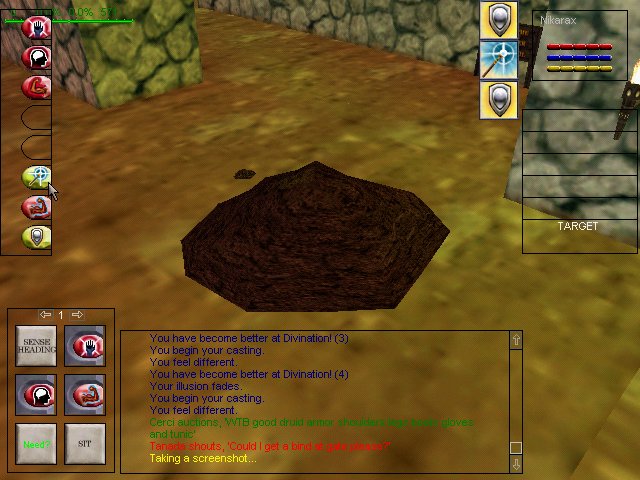 Nikarax
TARGET
1
SENSE
HEADING
Need?
SIT
You have become better at Divination! (3)
You begin your casting.
You feel different.
You have become better at Divination! (4)
Your illusion fades.
You begin your casting.
You feel different.
Cerci auctions, 'WTB good druid armor shoulders legs gloves
and tunic'
Tanada shouts, 'Could I get a bind at gate please?'
Taking a screenshot...